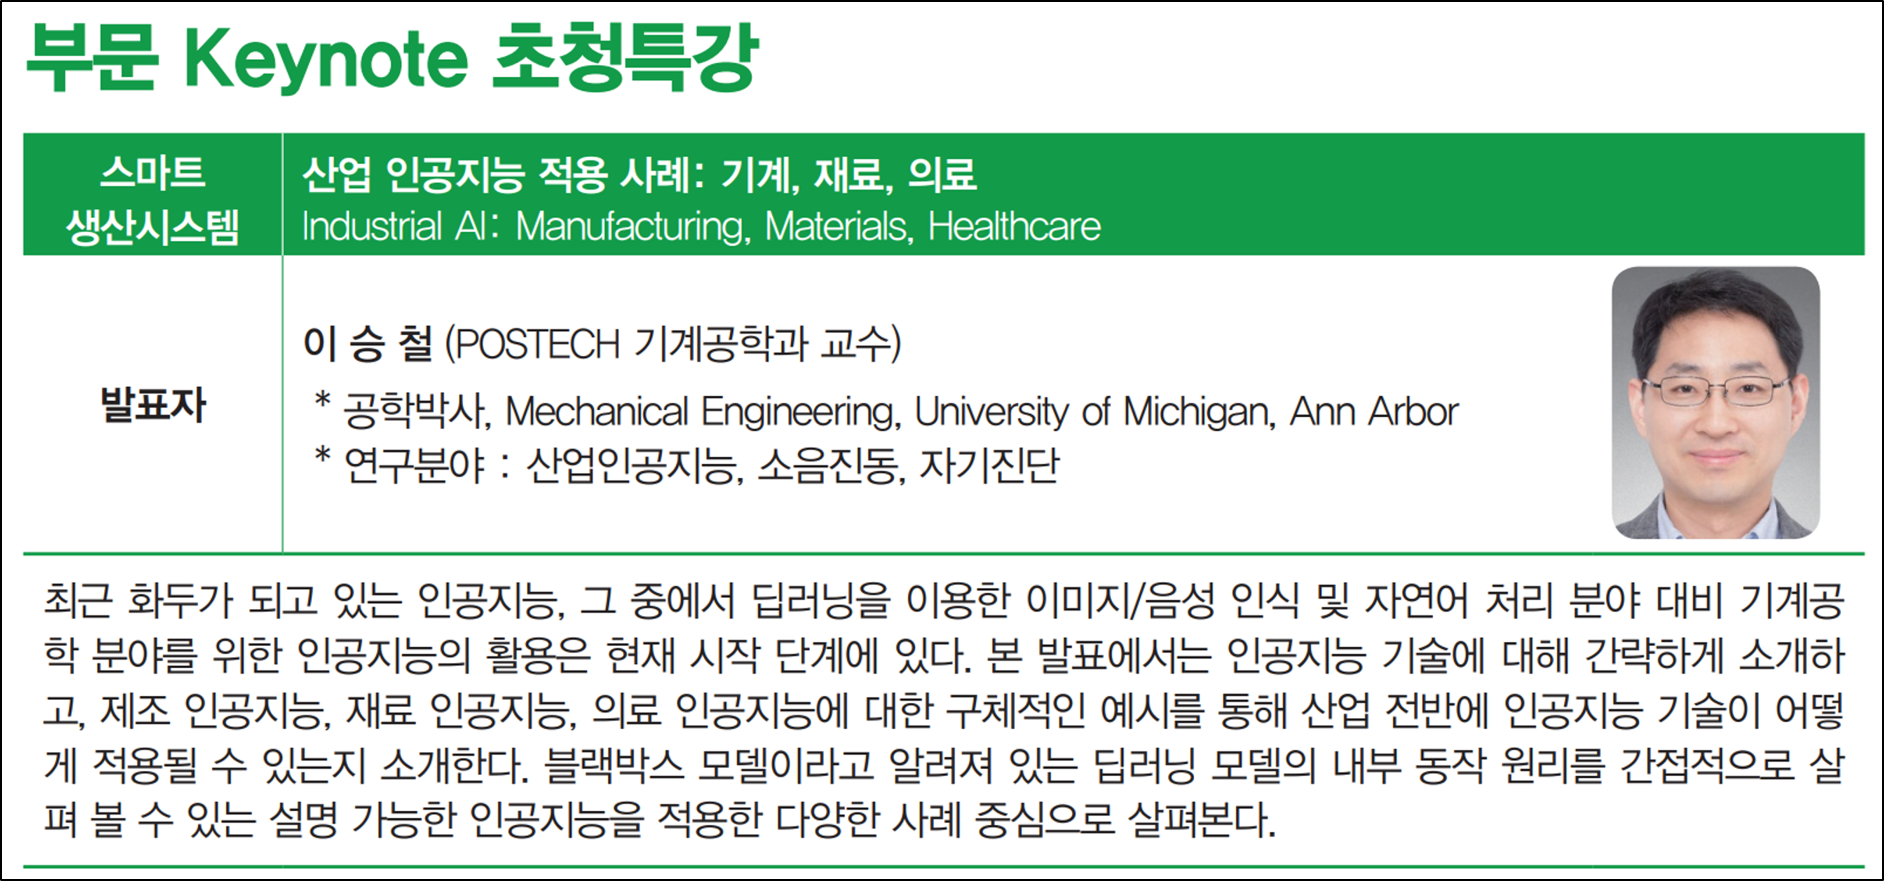 부문 Keynote 초청특강
스마트
생산시스템
산업 인공지능 적용 사례: 기계, 재료, 의료
Industrial AI: Manufacturing, Materials, Healthcare
발표자
이 승 철 (POSTECH 기계공학과 교수)
* 공학박사, Mechanical Engineering, University of Michigan, Ann Arbor
* 연구분야 : 산업인공지능, 소음진동, 자기진단
최근 화두가 되고 있는 인공지능, 그 중에서 딥러닝을 이용한 이미지/음성 인식 및 자연어 처리 분야 대비 기계공
학 분야를 위한 인공지능의 활용은 현재 시작 단계에 있다. 본 발표에서는 인공지능 기술에 대해 간략하게 소개하
고, 제조 인공지능, 재료 인공지능, 의료 인공지능에 대한 구체적인 예시를 통해 산업 전반에 인공지능 기술이 어떻
게 적용될 수 있는지 소개한다. 블랙박스 모델이라고 알려져 있는 딥러닝 모델의 내부 동작 원리를 간접적으로 살
펴 볼 수 있는 설명 가능한 인공지능을 적용한 다양한 사례 중심으로 살펴본다.